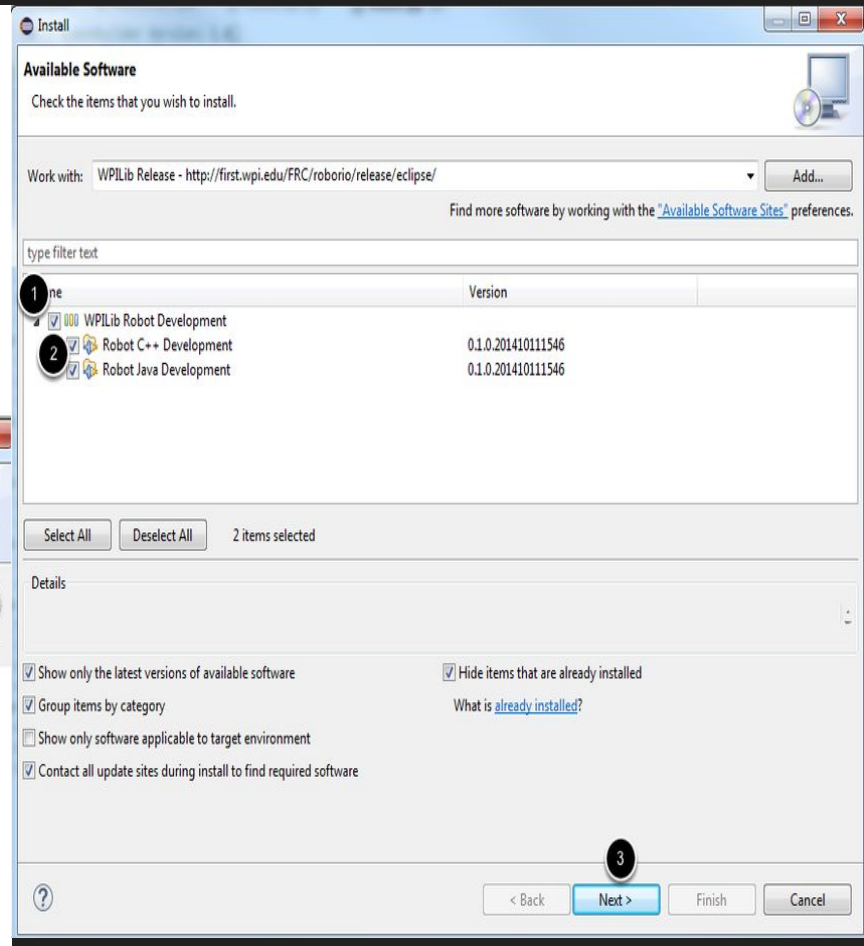 Install
Available Software
Check the items that you wish to install.
Work with: WPILib Release - http://first.wpi.edu/FRC/roborio/release/eclipse/ Add...
Find more software by working with the "Available Software Sites" preferences.
type filter text
1 ne Version
WPILib Robot Development
2 Robot C++ Development 0.1.0.201410111546
Robot Java Development 0.1.0.201410111546
Select All Deselect All 2 items selected
Details
Show only the latest versions of available software Hide items that are already installed
Group items by category What is already installed?
Show only software applicable to target environment
Contact all update sites during install to find required software
3
? < Back Next > Finish Cancel